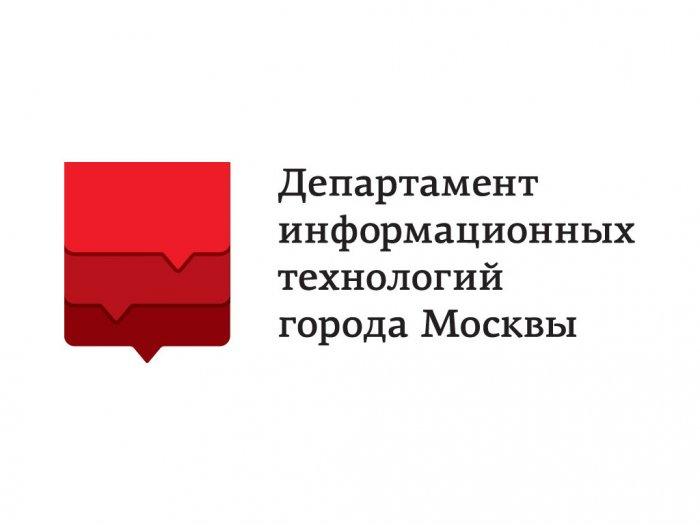 Департамент
информационных
технологий
города Москвы